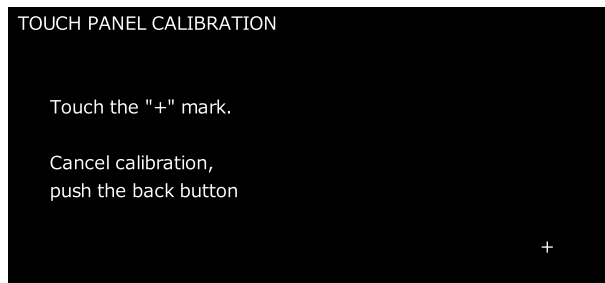 TOUCH PANEL CALIBRATION
Touch the "+" mark.
Cancel calibration,
push the back button
+